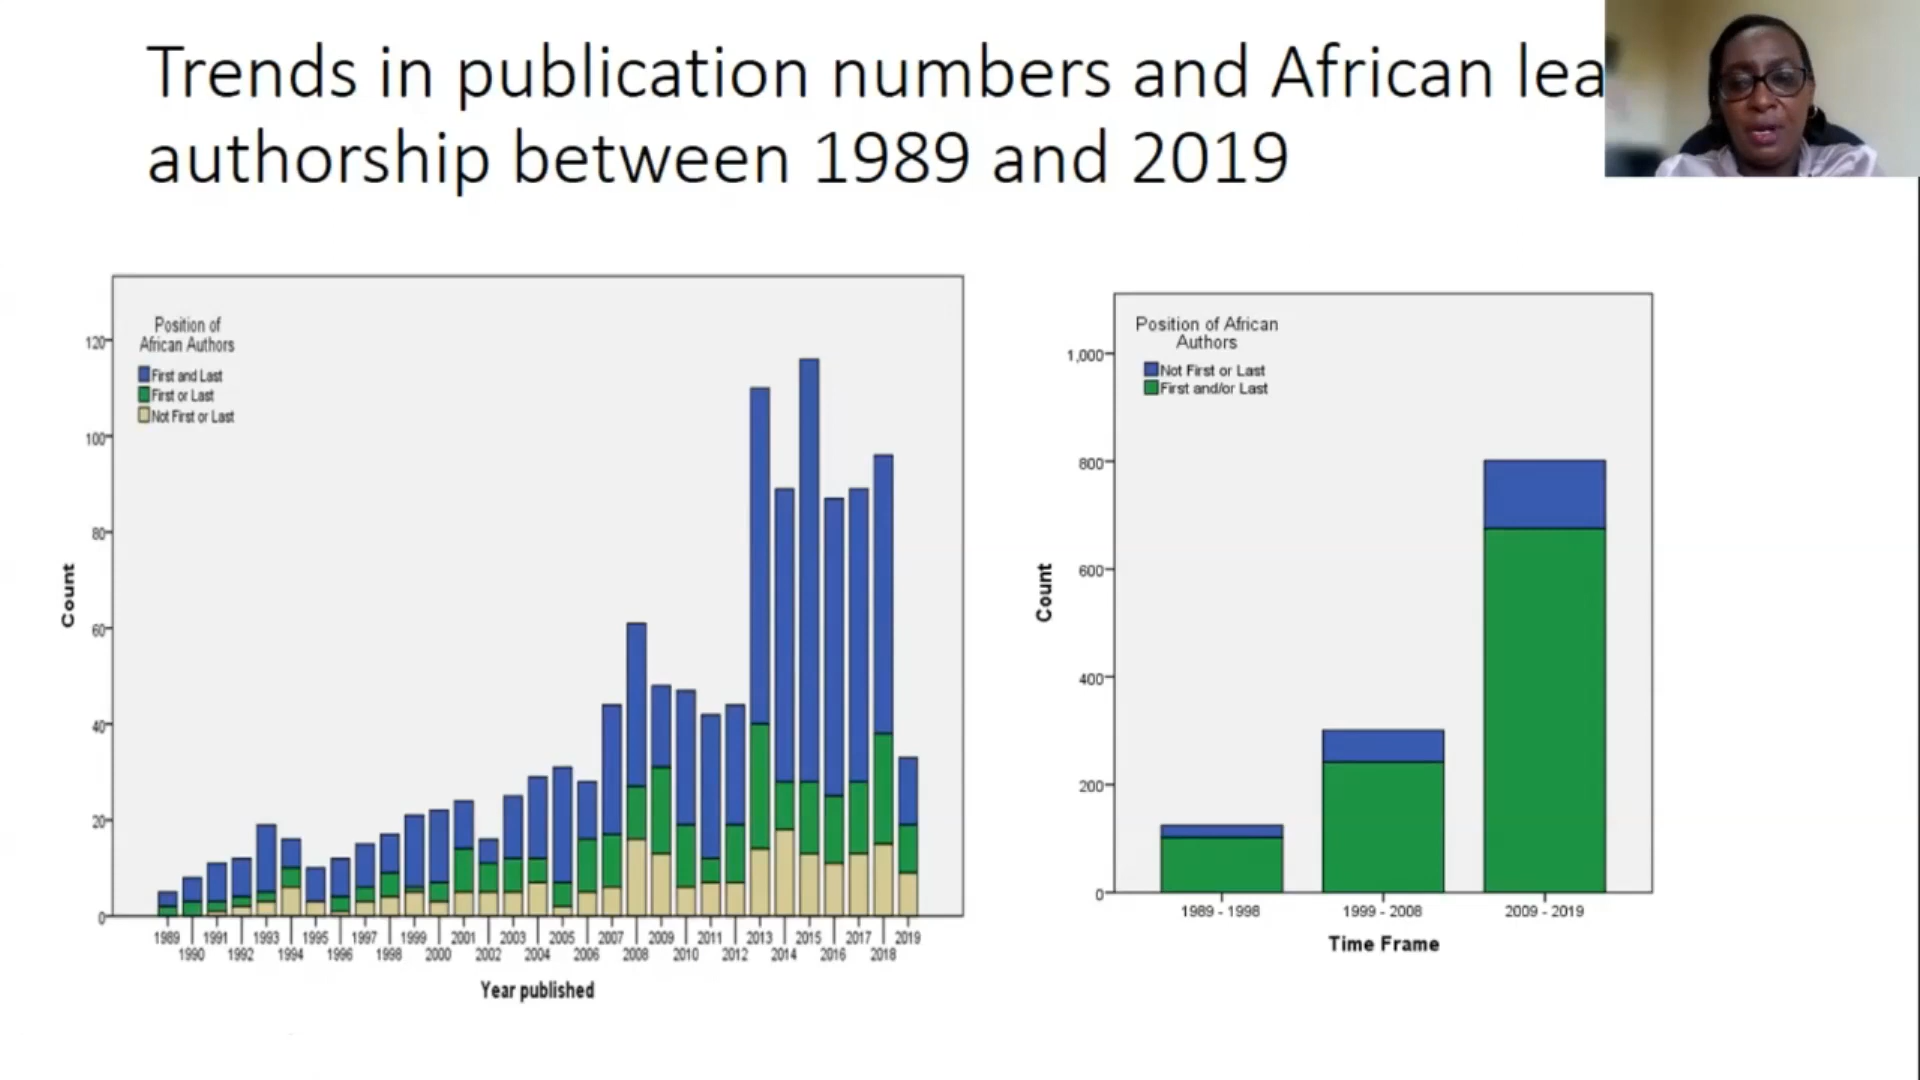 Trends in publication numbers and African lea
authorship between 1989 and 2019
Position of
African Authors
First and Last
First or Last
Not First or Last
120
100
80
60
40
20
0
Count
1989 1991 1993 1995 1997 1999 2001 2003 2005 2007 2009 2011 2013 2015 2017 2019
1990 1992 1994 1996 1998 2000 2002 2004 2006 2008 2010 2012 2014 2016 2018
Year published
Position of African
Authors
Not First or Last
First and/or Last
1,000
800
600
400
200
0
Count
1989 - 1998 1999 - 2008 2009 - 2019
Time Frame